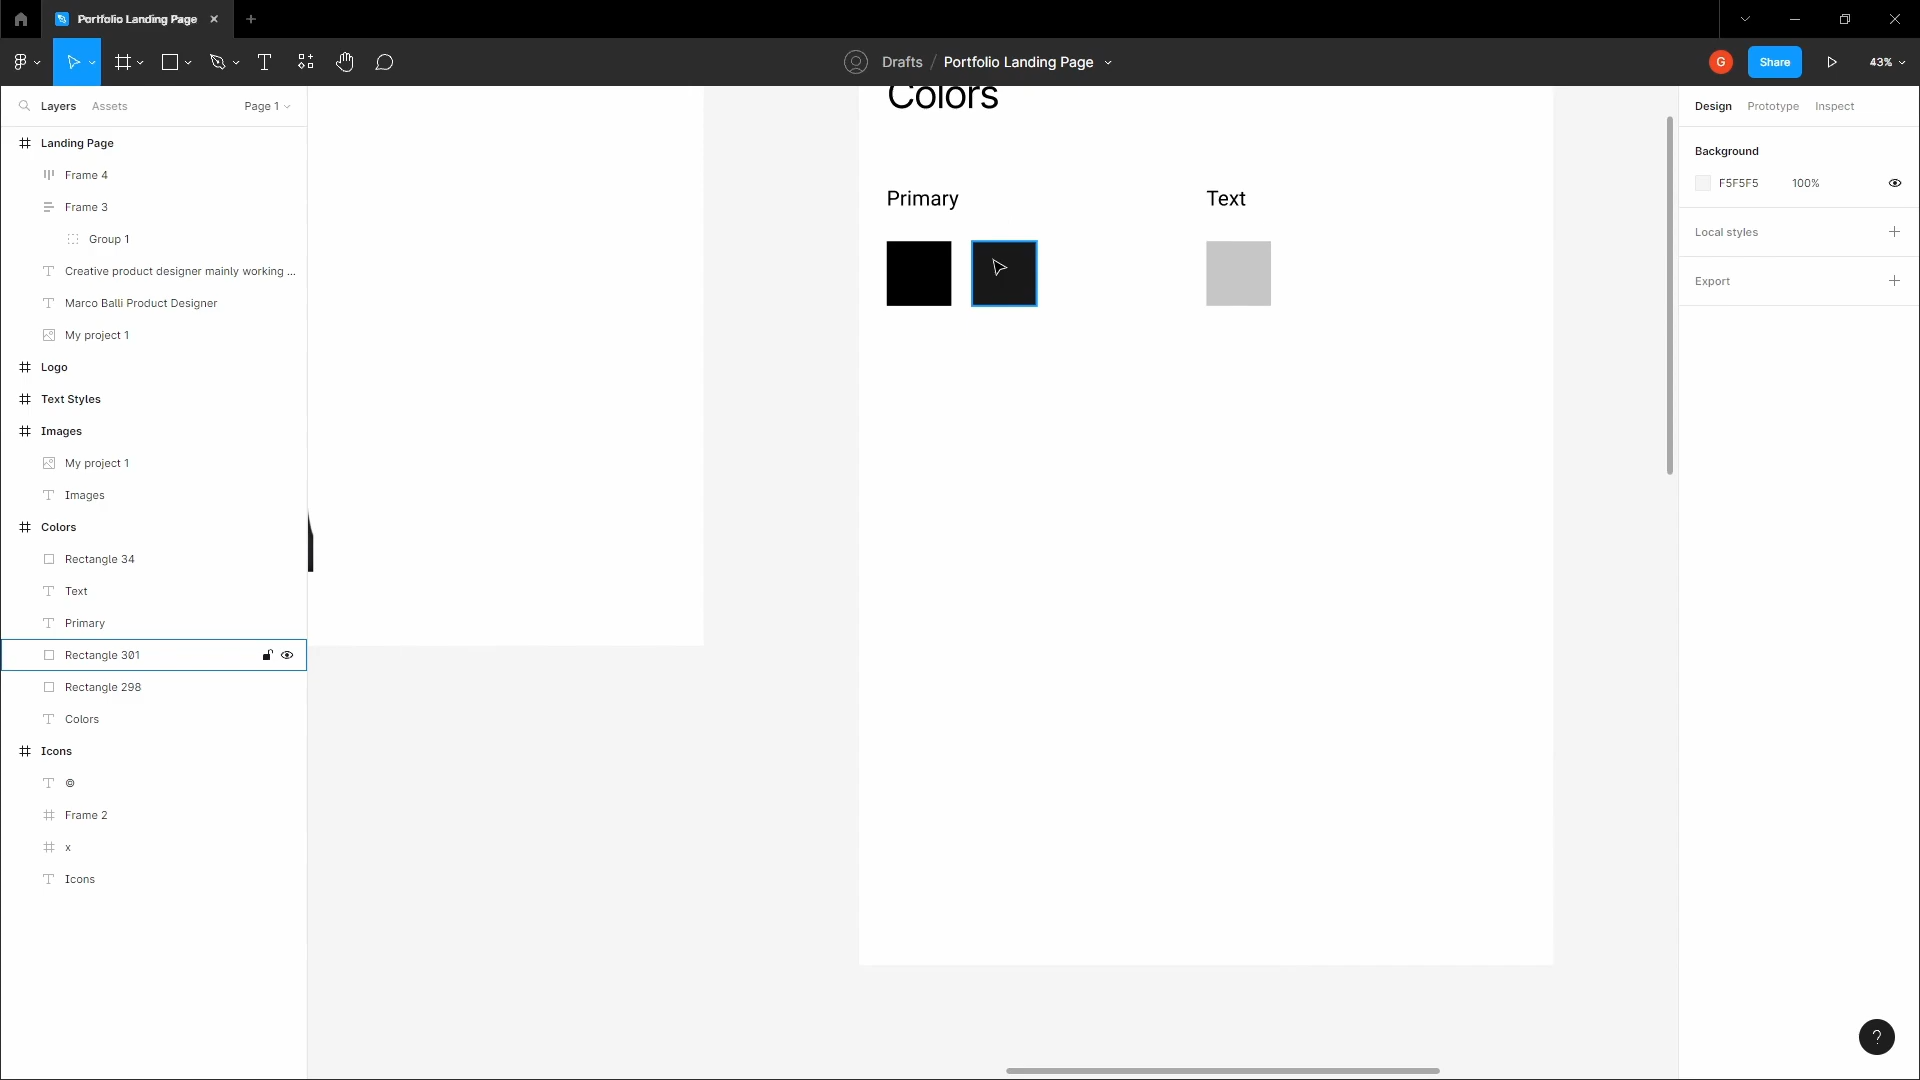 Portfolio Landing Page
Drafts / Portfolio Landing Page
G
Share
43%
Layers
Assets
Page 1
Landing Page
Frame 4
Frame 3
Group 1
Creative product designer mainly working ...
Marco Balli Product Designer
My project 1
Logo
Text Styles
Images
My project 1
Images
Colors
Rectangle 34
Text
Primary
Rectangle 301
Rectangle 298
Colors
Icons
©
Frame 2
x
Icons
Colors
Primary
Text
Design
Prototype
Inspect
Background
F5F5F5
100%
Local styles
Export
?